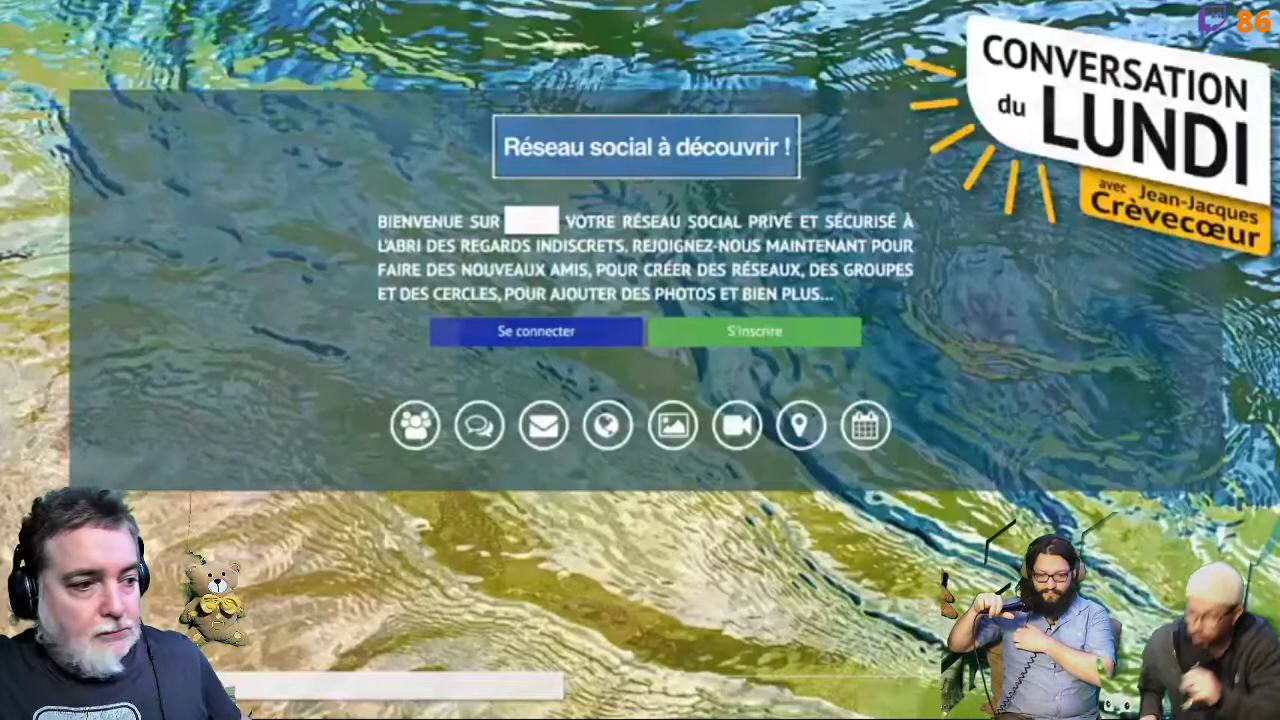 86
CONVERSATION
du LUNDI
avec Jean-Jacques
Crèvecœur
Réseau social à découvrir !
BIENVENUE SUR VOTRE RÉSEAU SOCIAL PRIVÉ ET SÉCURISÉ À
L'ABRI DES REGARDS INDISCRETS. REJOIGNEZ-NOUS MAINTENANT POUR
FAIRE DES NOUVEAUX AMIS, POUR CRÉER DES RÉSEAUX, DES GROUPES
ET DES CERCLES, POUR AJOUTER DES PHOTOS ET BIEN PLUS...
Se connecter
S'inscrire